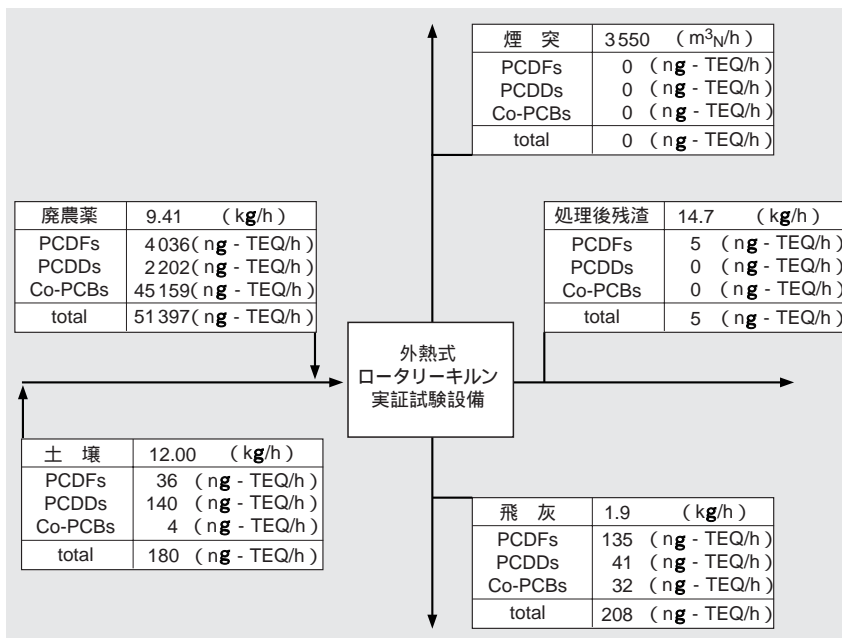 煙 突 3550 （m³N/h）
PCDFs 0 （ng - TEQ/h）
PCDDs 0 （ng - TEQ/h）
Co-PCBs 0 （ng - TEQ/h）
total 0 （ng - TEQ/h）
廃農薬 9.41 （kg/h）
PCDFs 4036（ng - TEQ/h）
PCDDs 2202（ng - TEQ/h）
Co-PCBs 45159（ng - TEQ/h）
total 51397（ng - TEQ/h）
処理後残渣 14.7 （kg/h）
PCDFs 5 （ng - TEQ/h）
PCDDs 0 （ng - TEQ/h）
Co-PCBs 0 （ng - TEQ/h）
total 5 （ng - TEQ/h）
外熱式
ロータリーキルン
実証試験設備
土 壌 12.00 （kg/h）
PCDFs 36 （ng - TEQ/h）
PCDDs 140 （ng - TEQ/h）
Co-PCBs 4 （ng - TEQ/h）
total 180 （ng - TEQ/h）
飛 灰 1.9 （kg/h）
PCDFs 135 （ng - TEQ/h）
PCDDs 41 （ng - TEQ/h）
Co-PCBs 32 （ng - TEQ/h）
total 208 （ng - TEQ/h）